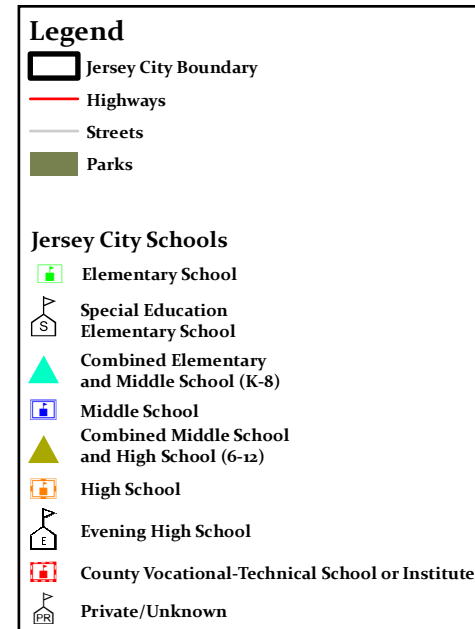 Legend
Jersey City Boundary
Highways
Streets
Parks
Jersey City Schools
Elementary School
S
Special Education
Elementary School
Combined Elementary
and Middle School (K-8)
Middle School
Combined Middle School
and High School (6-12)
High School
E
Evening High School
County Vocational-Technical School or Institute
PR
Private/Unknown